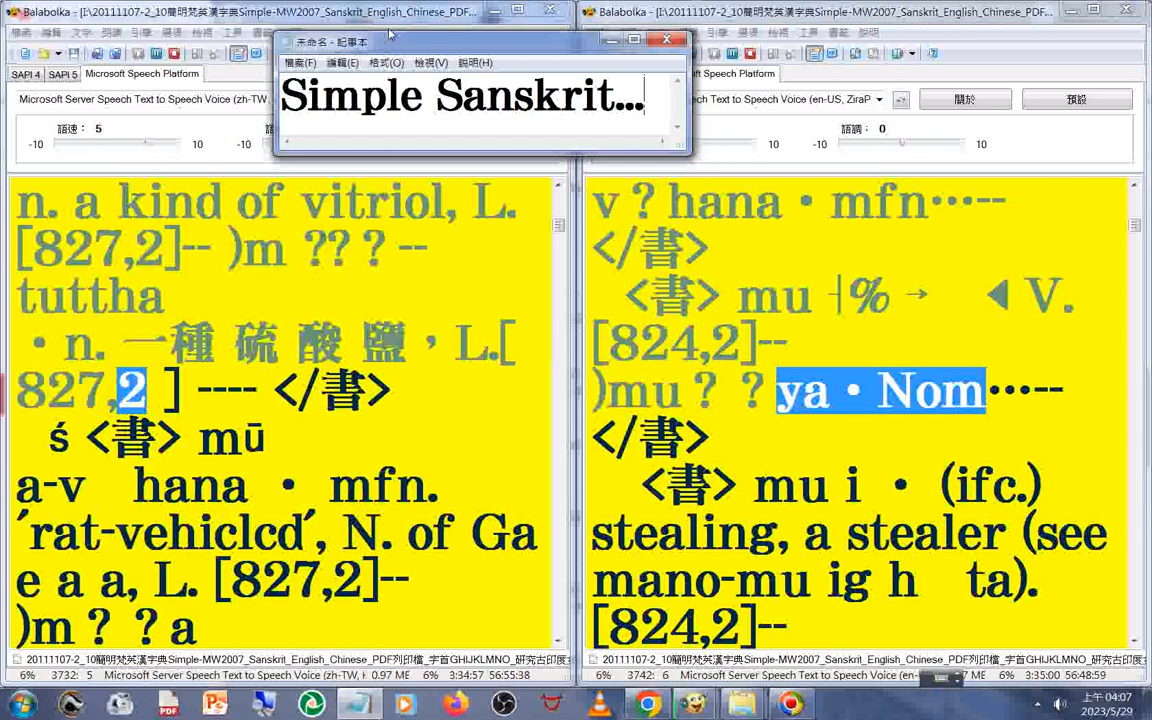 Balabolka - [I:\20111107-2_10簡明梵英漢字典Simple-MW2007_Sanskrit_English_Chinese_PDF...
Balabolka - [I:\20111107-2_10簡明梵英漢字典Simple-MW2007_Sanskrit_English_Chinese_PDF...
未命名 - 記事本
檔案(F) 編輯(E) 格式(O) 檢視(V) 說明(H)
Simple Sanskrit...
SAPI 4 SAPI 5 Microsoft Speech Platform
Microsoft Server Speech Text to Speech Voice (zh-TW,
語速： 5
-10 10 -10
Speech Platform
Microsoft Server Speech Text to Speech Voice (en-US, ZiraP
關於 預設
語調： 0
10 -10 10
n. a kind of vitriol, L.
[827,2]-- )m ??？--
tuttha
・n. 一種 硫 酸 鹽，L.[
827,2 ] ---- </書>
ś <書> mū
a-v hana ・ mfn.
'rat-vehiclcd', N. of Ga
e a a, L. [827,2]--
)m？？a
v？hana・mfn…--
</書>
<書> mu ┤% → ◀ V.
[824,2]--
)mu？？ya・Nom…--
</書>
<書> mu i ・ (ifc.)
stealing, a stealer (see
mano-mu ig h ta).
[824,2]--
20111107-2_10簡明梵英漢字典Simple-MW2007_Sanskrit_English_Chinese_PDF列印檔_字首GHIJKLMNO_研究古印度
20111107-2_10簡明梵英漢字典Simple-MW2007_Sanskrit_English_Chinese_PDF列印檔_字首GHIJKLMNO_研究古印度
6% 3732: 5 Microsoft Server Speech Text to Speech Voice (zh-TW, 0.97 MB 6% 3:34:57 56:55:38
6% 3742: 6 Microsoft Server Speech Text to Speech Voice 6% 3:35:00 56:48:59
上午 04:07
2023/5/29